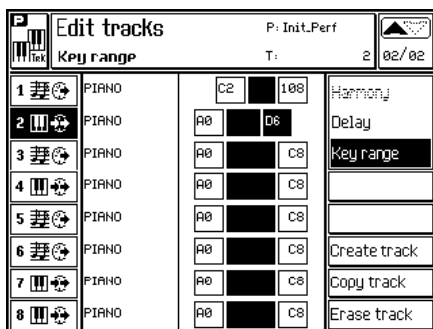 P Edit tracks P: Init_Perf
Trk Key range T: 2 02/02
1 PIANO C2 108 Harmony
2 PIANO A0 D6 Delay
3 PIANO A0 C8 Key range
4 PIANO A0 C8
5 PIANO A0 C8
6 PIANO A0 C8 Create track
7 PIANO A0 C8 Copy track
8 PIANO A0 C8 Erase track